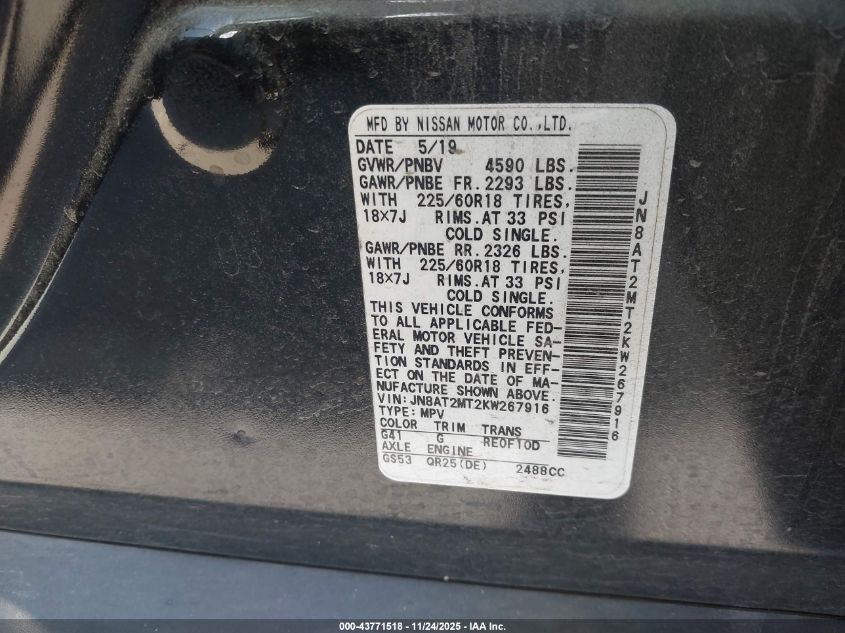 MFD BY NISSAN MOTOR CO.,LTD.
DATE 5/19
GVWR/PNBV 4590 LBS.
GAWR/PNBE FR. 2293 LBS.
WITH 225/60R18 TIRES,
18×7J RIMS. AT 33 PSI
COLD SINGLE.
GAWR/PNBE RR. 2326 LBS.
WITH 225/60R18 TIRES,
18×7J RIMS. AT 33 PSI
COLD SINGLE.
THIS VEHICLE CONFORMS
TO ALL APPLICABLE FED-
ERAL MOTOR VEHICLE SA-
FETY AND THEFT PREVEN-
TION STANDARDS IN EFF-
ECT ON THE DATE OF MA-
NUFACTURE SHOWN ABOVE.
VIN: JN8AT2MT2KW267916
TYPE: MPV
COLOR TRIM TRANS
G41 G RE0F10D
AXLE ENGINE
GS53 QR25(DE) 2488CC
JN8AT2MT2KW267916
000-43771518 - 11/24/2025 - IAA Inc.